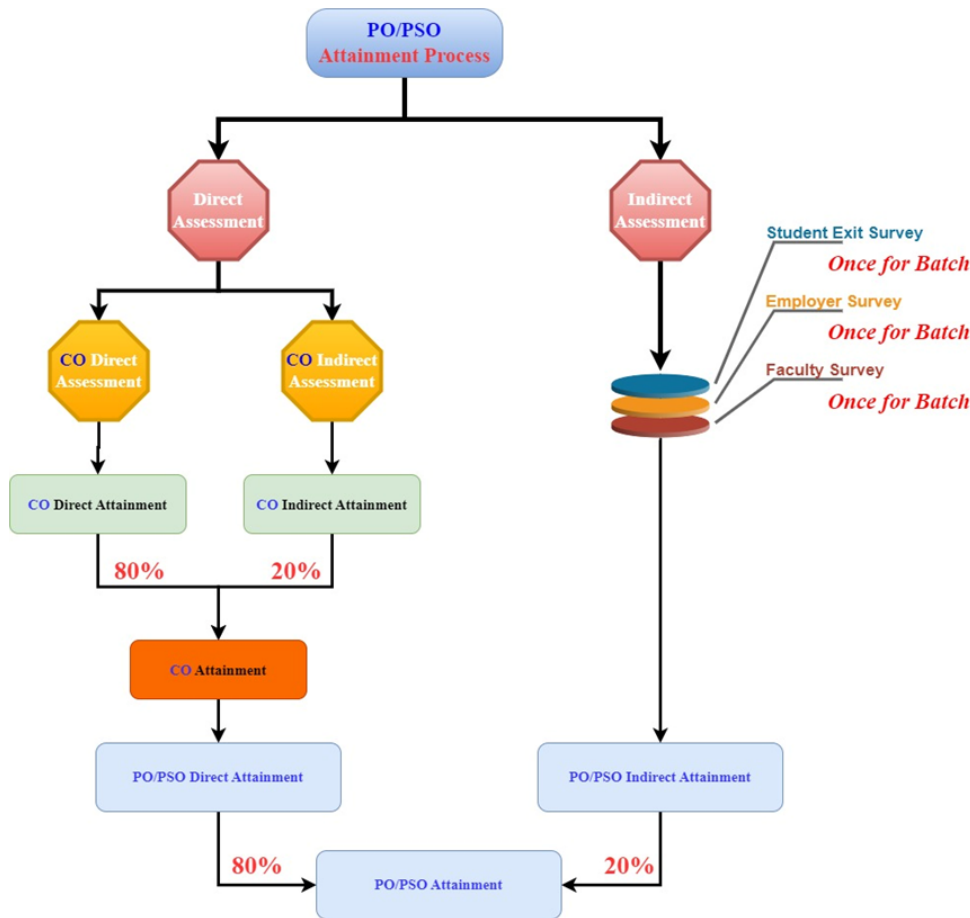 PO/PSO
Attainment Process
Direct
Assessment
Indirect
Assessment
Student Exit Survey
Once for Batch
Employer Survey
Once for Batch
Faculty Survey
Once for Batch
CO Direct
Assessment
CO Indirect
Assessment
CO Direct Attainment
CO Indirect Attainment
80%
20%
CO Attainment
PO/PSO Direct Attainment
PO/PSO Indirect Attainment
80%
20%
PO/PSO Attainment